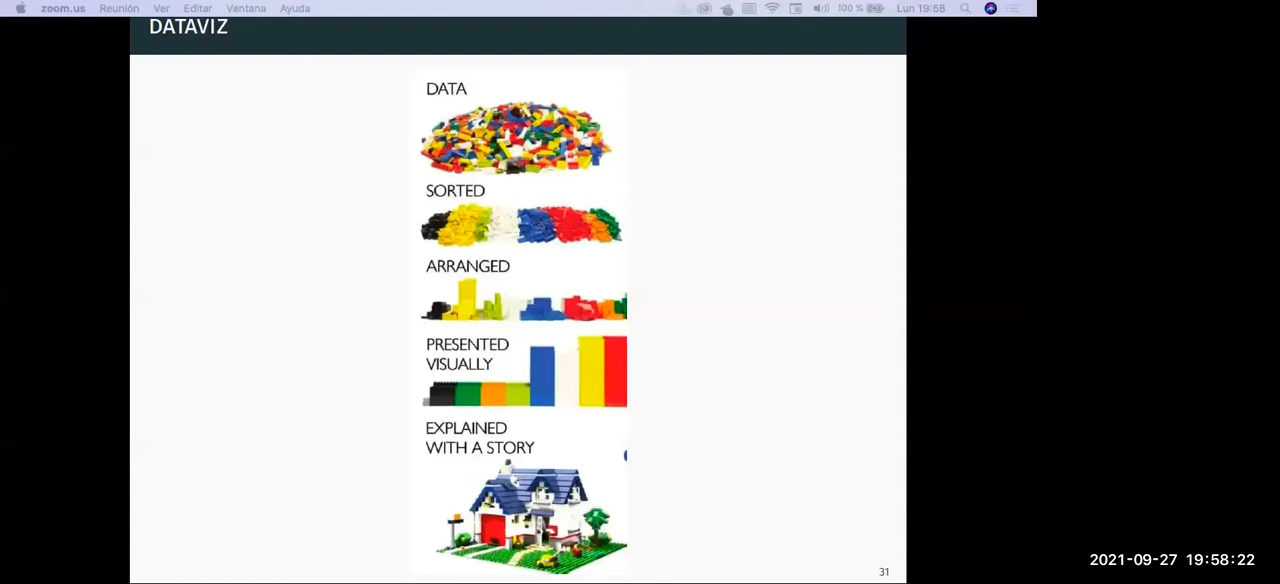 zoom.us Reunión Ver Editar Ventana Ayuda 100 % Lun 19:58
DATAVIZ
DATA
SORTED
ARRANGED
PRESENTED
VISUALLY
EXPLAINED
WITH A STORY
31
2021-09-27 19:58:22